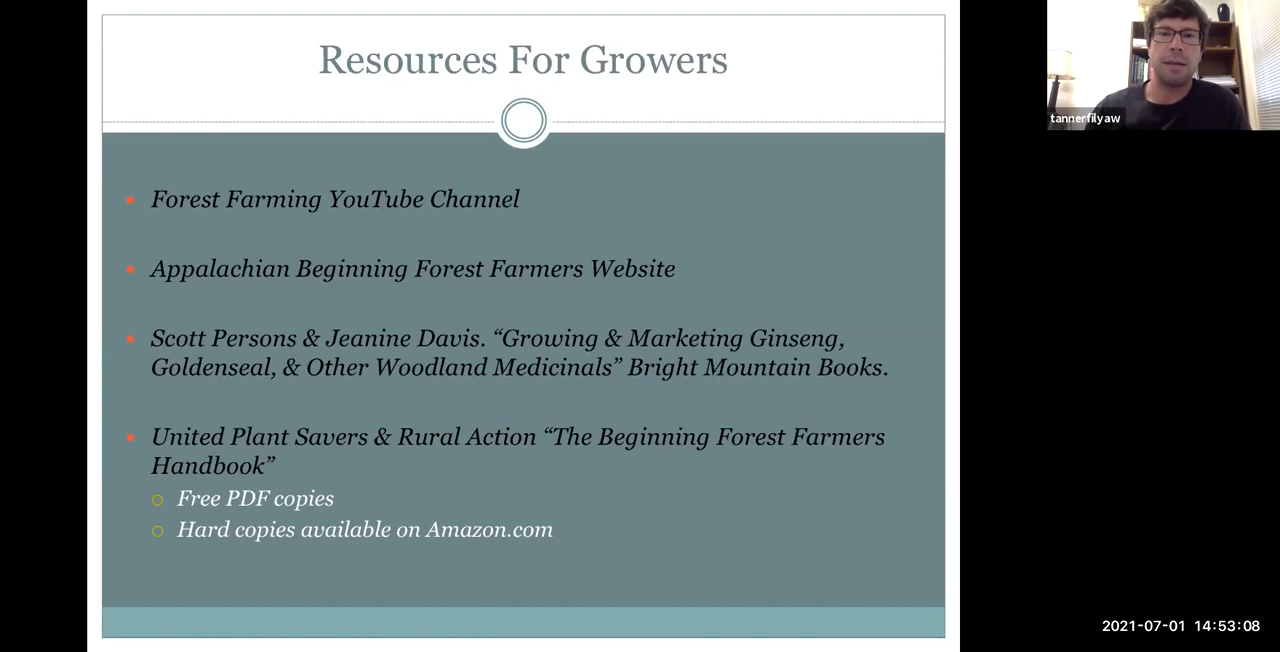 Resources For Growers
tannerfilyaw
Forest Farming YouTube Channel
Appalachian Beginning Forest Farmers Website
Scott Persons & Jeanine Davis. “Growing & Marketing Ginseng,
Goldenseal, & Other Woodland Medicinals” Bright Mountain Books.
United Plant Savers & Rural Action “The Beginning Forest Farmers
Handbook”
Free PDF copies
Hard copies available on Amazon.com
2021-07-01 14:53:08